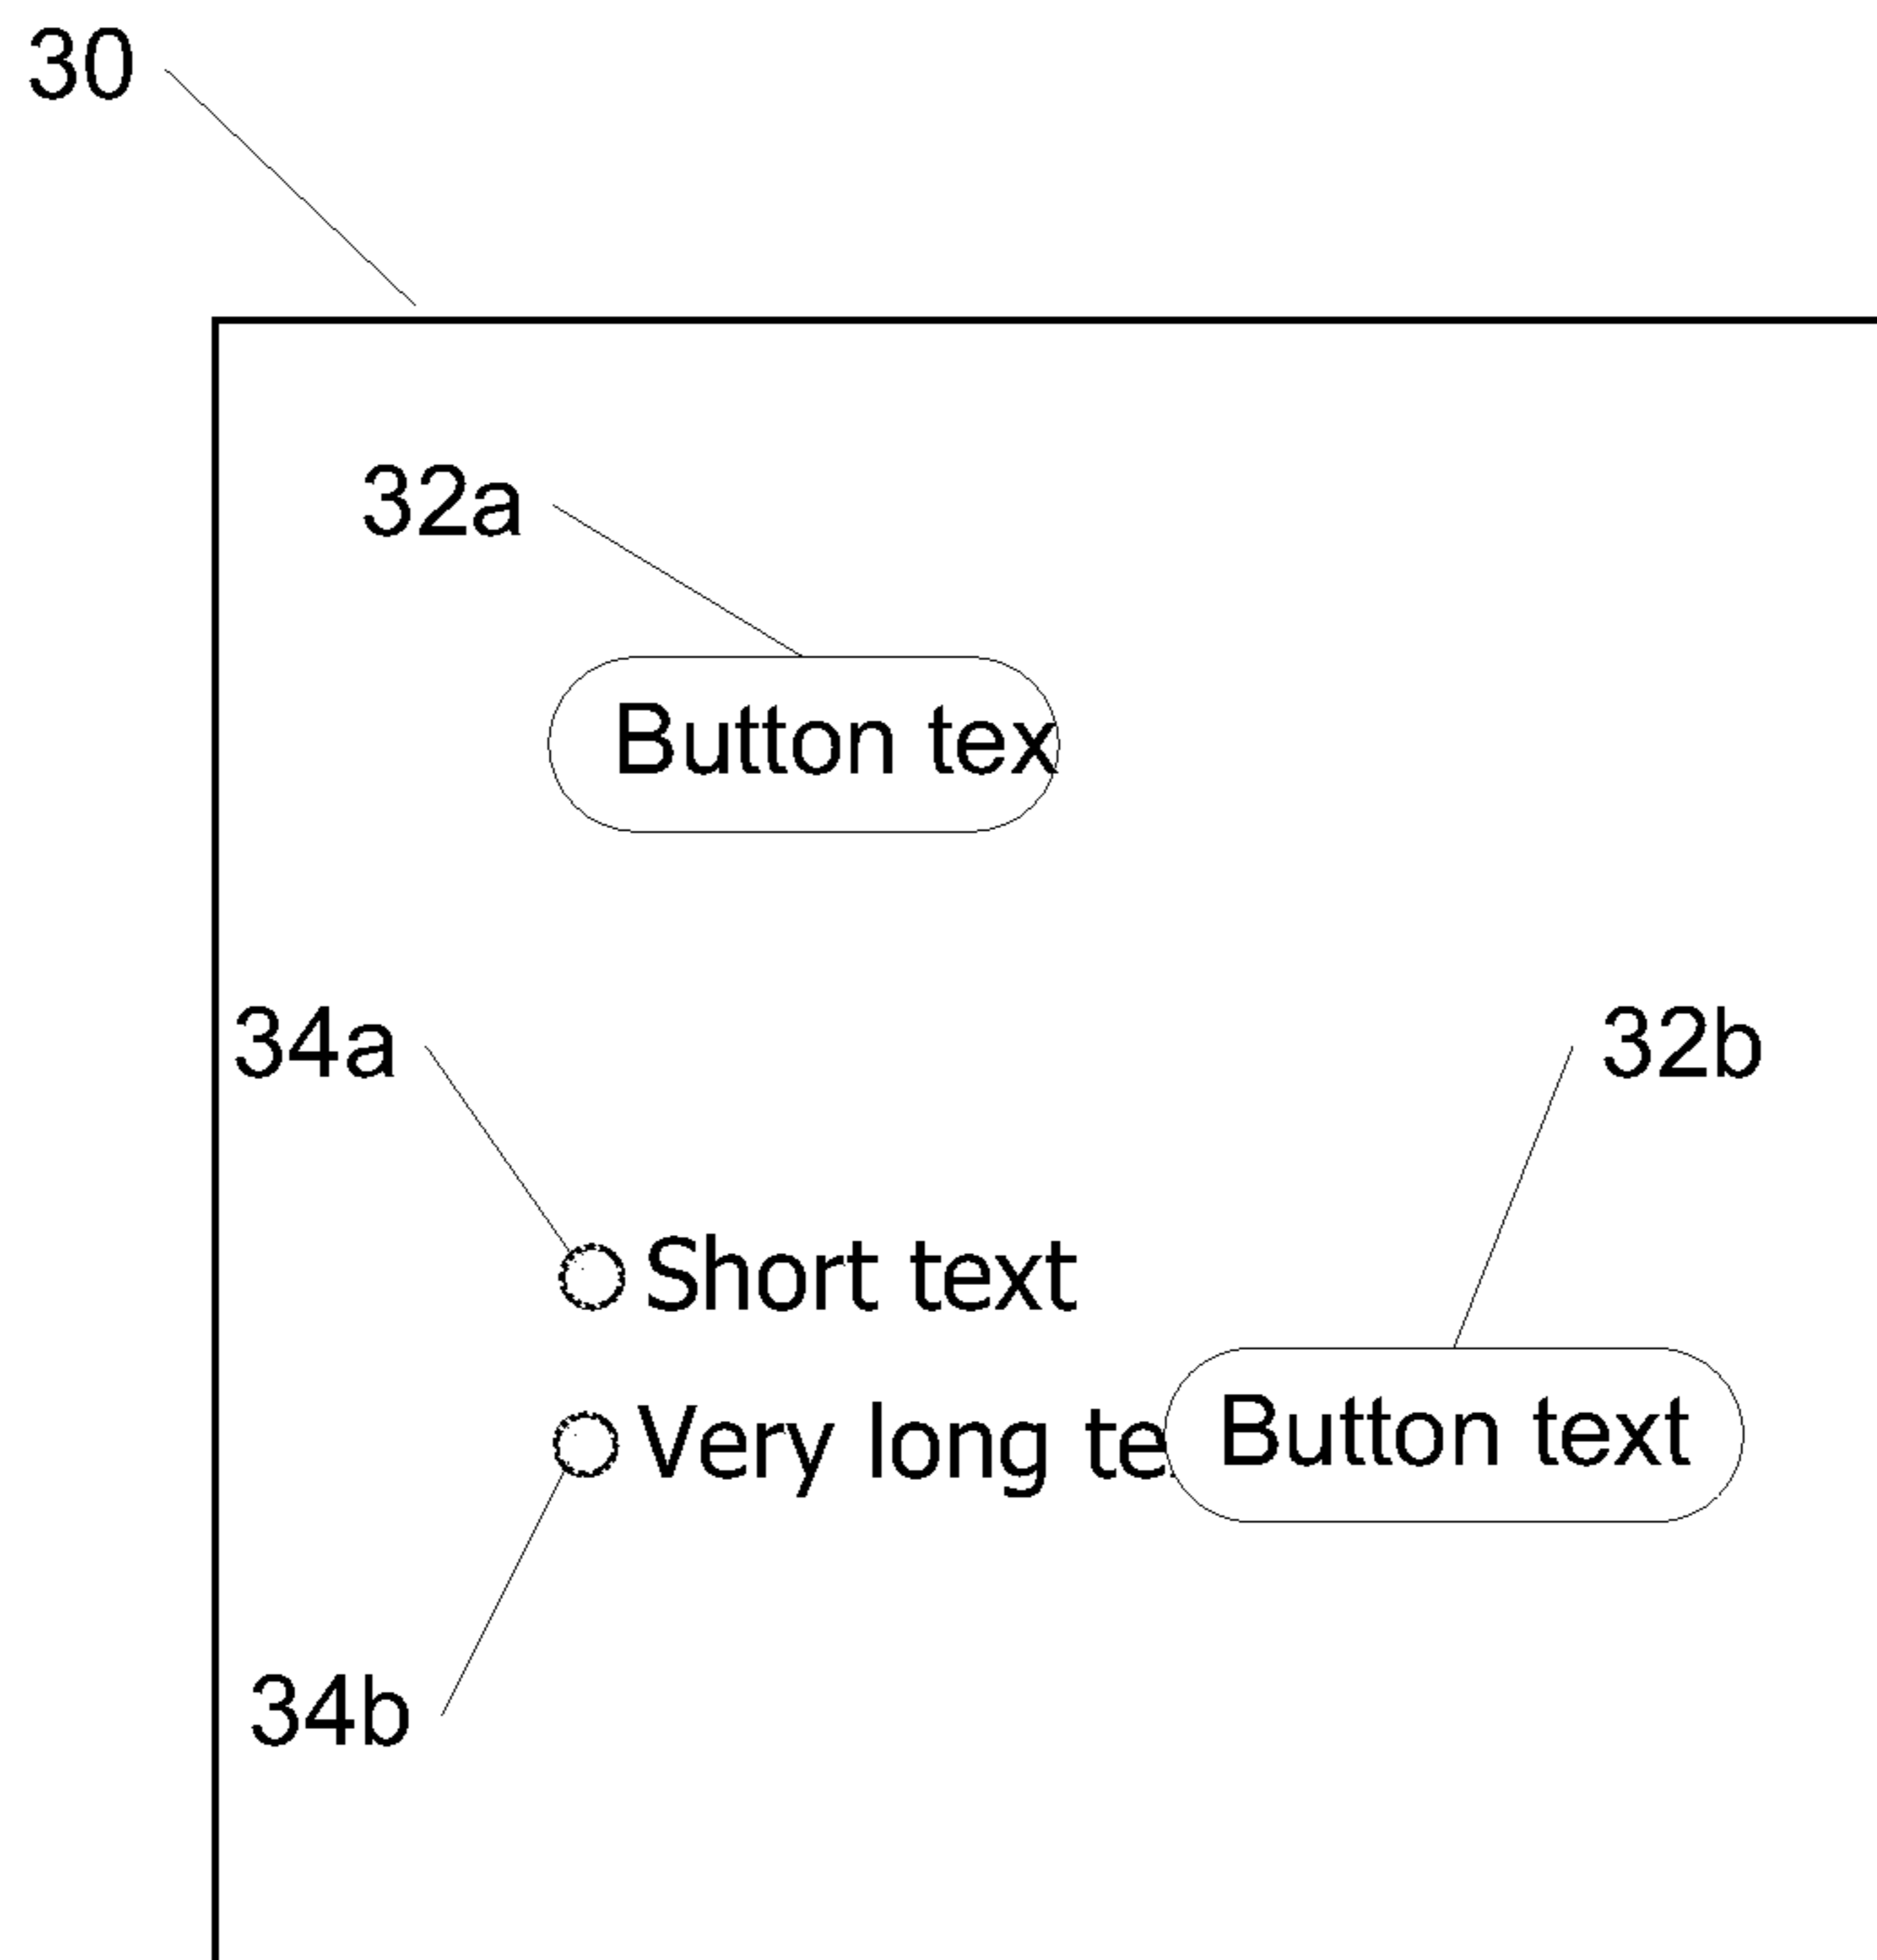 30
32a
Button tex
34a
32b
Short text
Very long te
Button text
34b